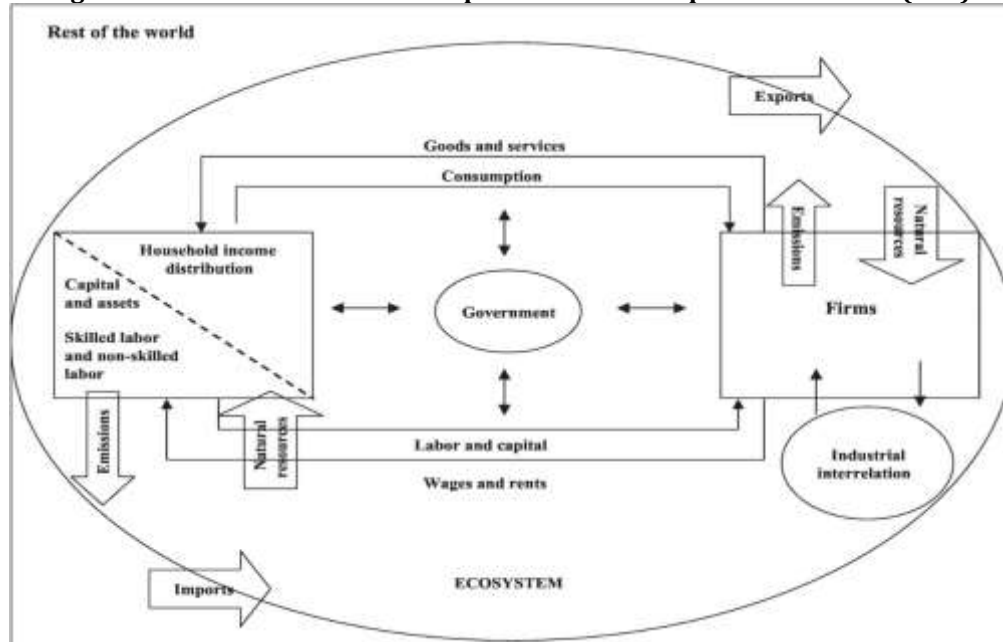 Rest of the world
Exports
Goods and services
Consumption
Emissions
Natural
resources
Household income
distribution
Capital
and assets
Skilled labor
and non-skilled
labor
Government
Firms
Emissions
Natural
resources
Labor and capital
Wages and rents
Industrial
interrelation
Imports
ECOSYSTEM